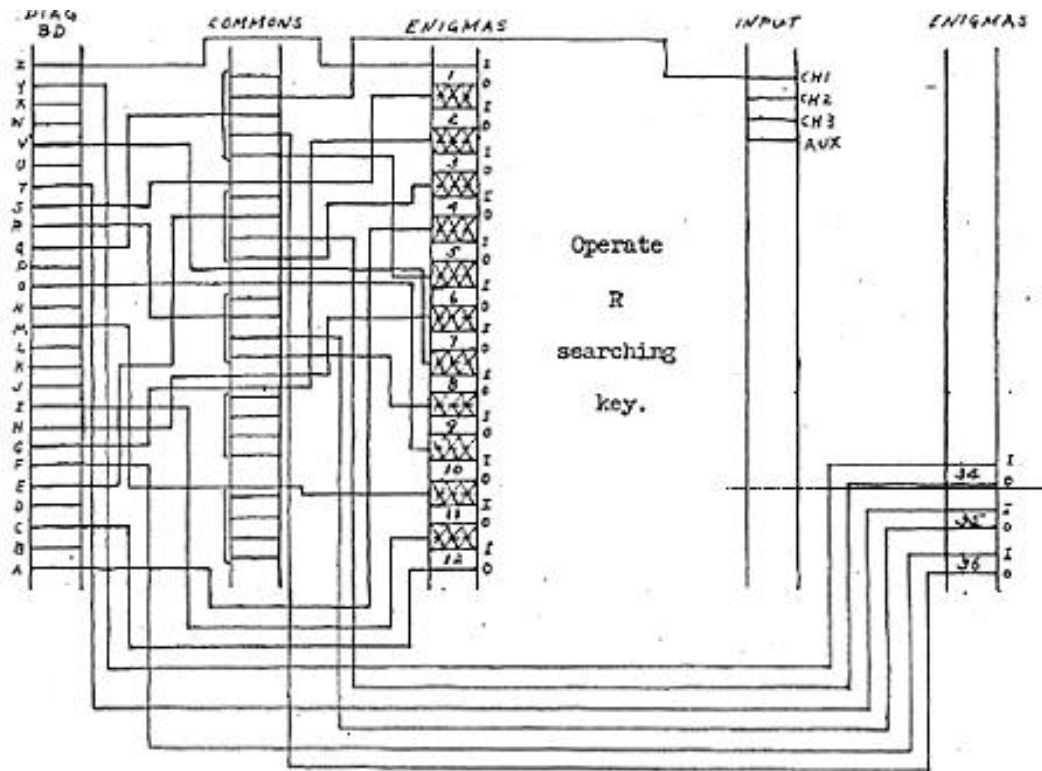 DIAG
BD
COMMONS
ENIGMAS
INPUT
ENIGMAS
Z
Y
X
W
V
U
T
S
R
Q
P
O
N
M
L
K
J
I
H
G
F
E
D
C
B
A
1
2
3
4
5
6
7
8
9
10
11
12
I
O
I
O
I
O
I
O
I
O
I
O
I
O
I
O
I
O
I
O
I
O
I
O
Operate
R
searching
key.
CH1
CH2
CH3
AUX
34
35
36
I
O
I
O
I
O